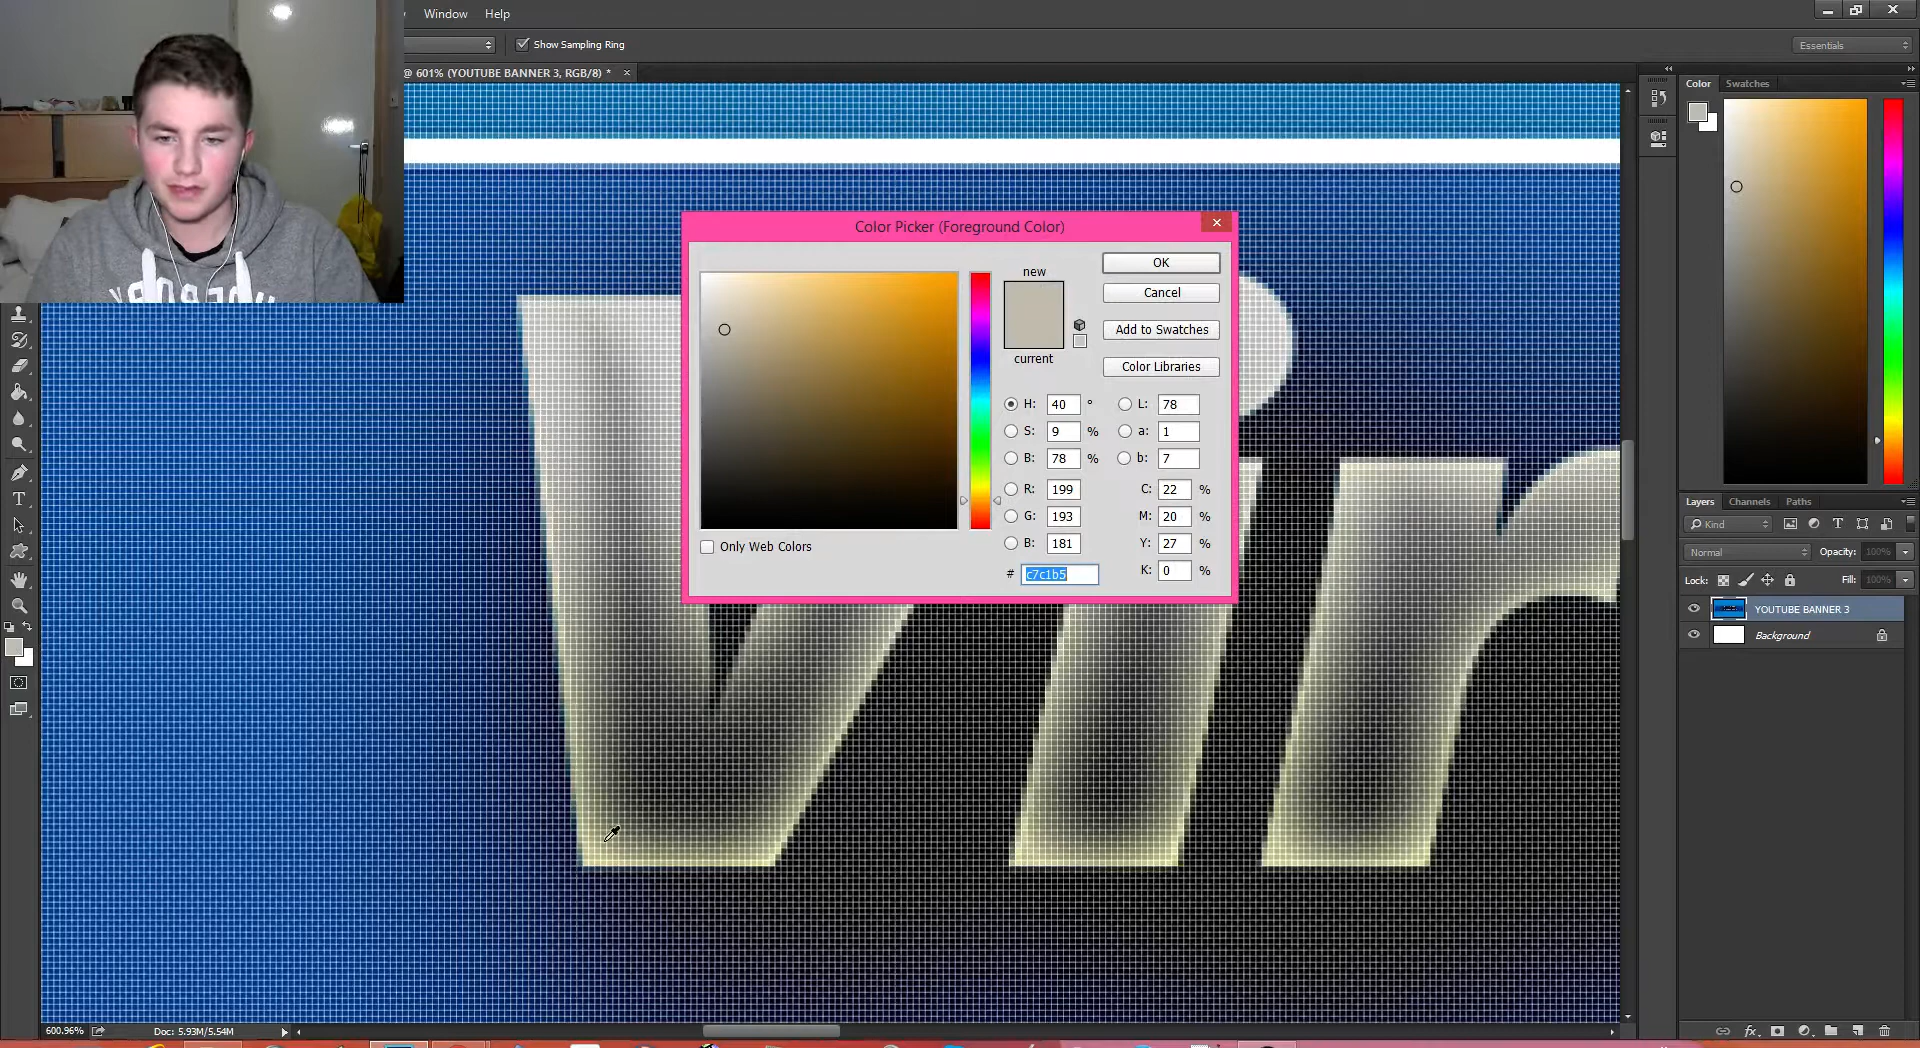 Window Help
Show Sampling Ring
Essentials
@ 601% (YOUTUBE BANNER 3, RGB/8) * ×
Color Swatches
Color Picker (Foreground Color)
new
OK
Cancel
Add to Swatches
current
Color Libraries
H: 40 ° L: 78
S: 9 % a: 1
B: 78 % b: 7
R: 199 C: 22 %
G: 193 M: 20 %
B: 181 Y: 27 %
# c7c1b5 K: 0 %
Only Web Colors
Vir
Layers Channels Paths
Kind
Normal Opacity: 100%
Lock: Fill: 100%
YOUTUBE BANNER 3
Background
600.96% Doc: 5.93M/5.54M